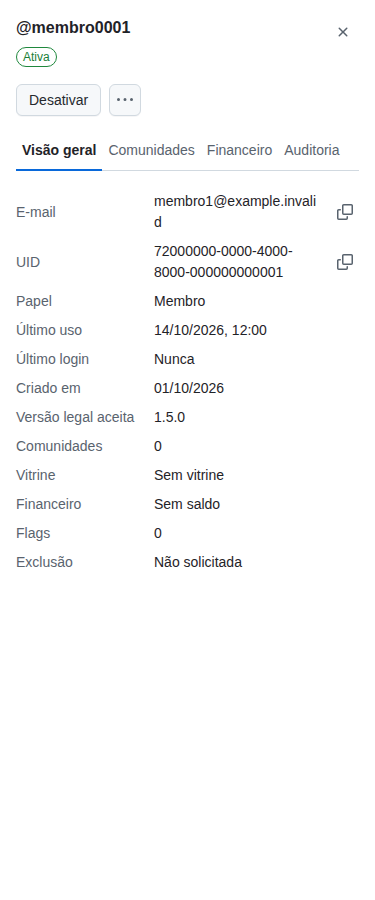 @membro0001
Ativa
Desativar
Visão geral Comunidades Financeiro Auditoria
E-mail membro1@example.invali
d
UID 72000000-0000-4000-
8000-000000000001
Papel Membro
Último uso 14/10/2026, 12:00
Último login Nunca
Criado em 01/10/2026
Versão legal aceita 1.5.0
Comunidades 0
Vitrine Sem vitrine
Financeiro Sem saldo
Flags 0
Exclusão Não solicitada